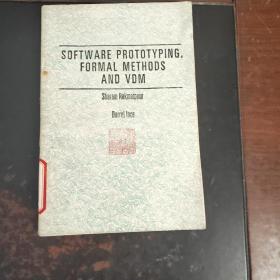 SOFTWARE PROTOTYPING,
FORMAL METHODS
AND VDM
Sharam Hekmatpour
Darrel Ince